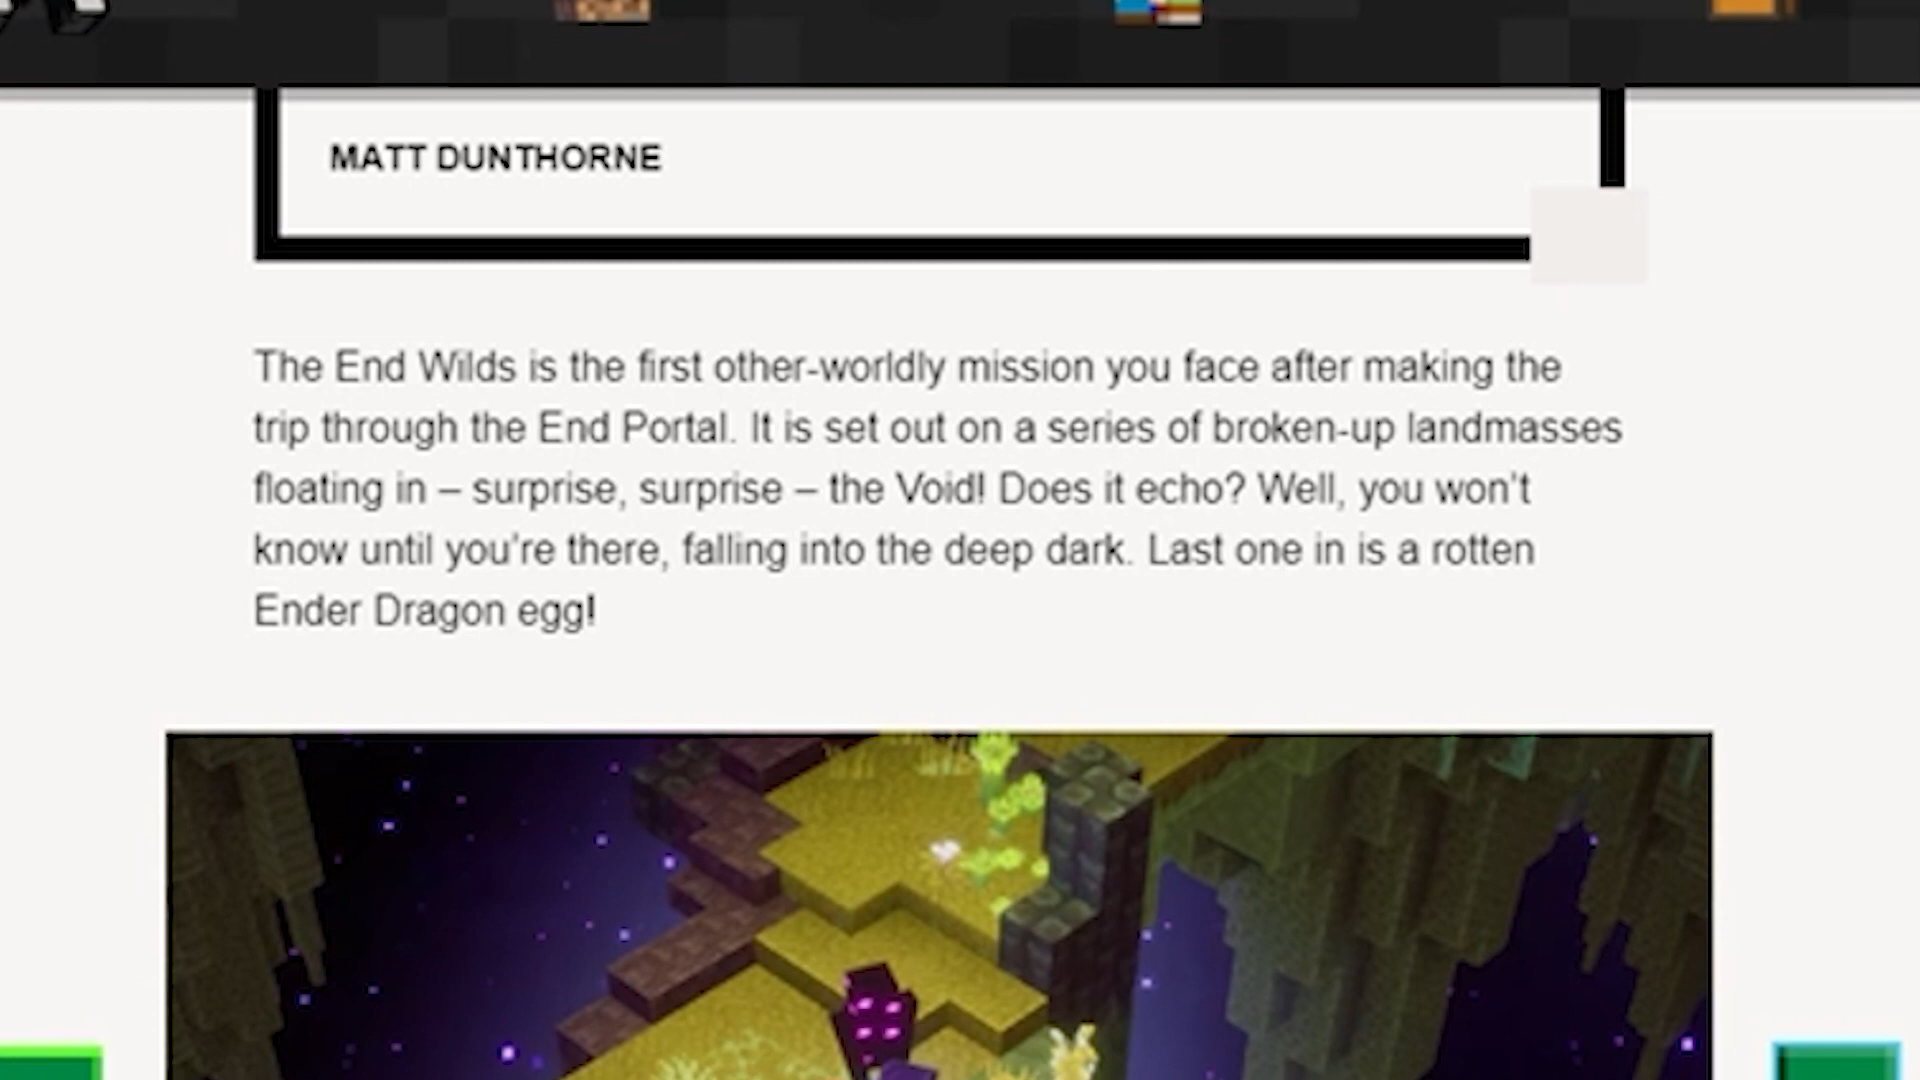 MATT DUNTHORNE
The End Wilds is the first other-worldly mission you face after making the
trip through the End Portal. It is set out on a series of broken-up landmasses
floating in – surprise, surprise – the Void! Does it echo? Well, you won’t
know until you’re there, falling into the deep dark. Last one in is a rotten
Ender Dragon egg!